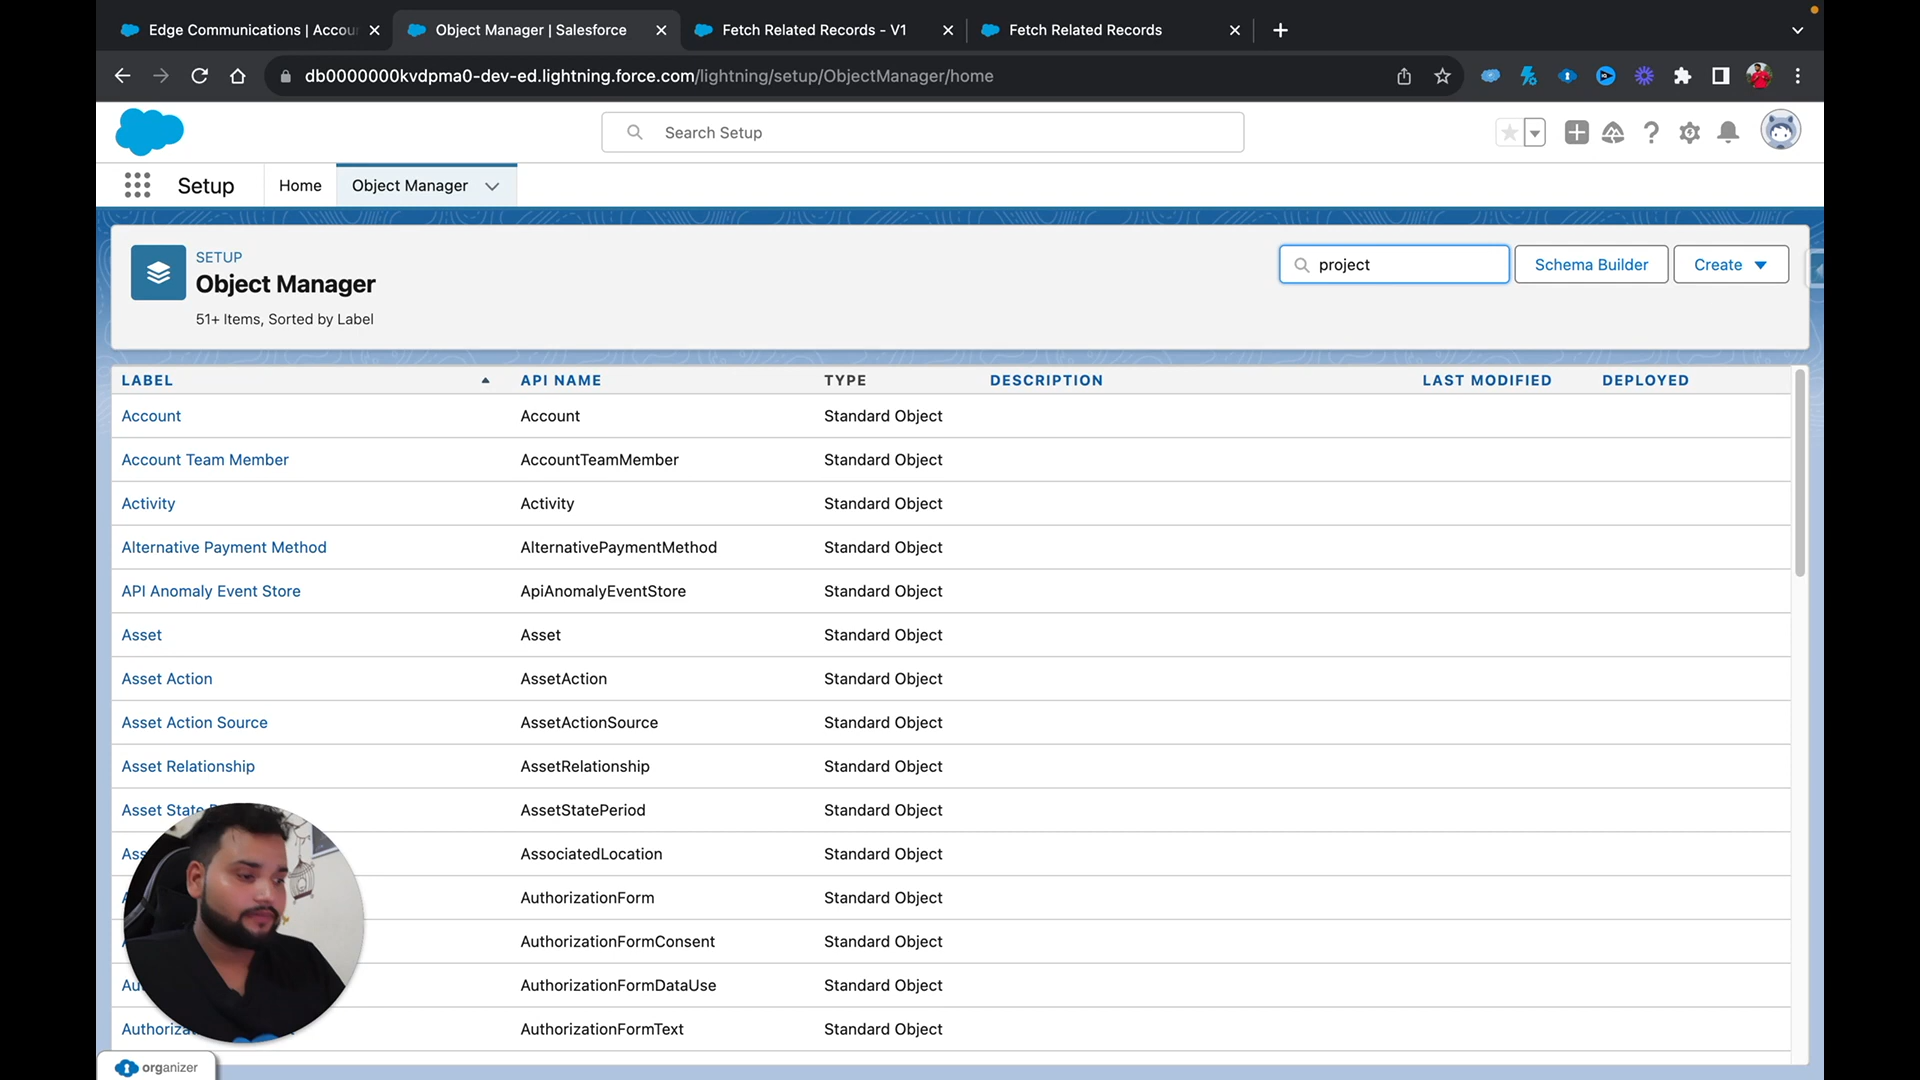 Edge Communications | Accou
Object Manager | Salesforce
Fetch Related Records - V1
Fetch Related Records
db0000000kvdpma0-dev-ed.lightning.force.com/lightning/setup/ObjectManager/home
Search Setup
Setup
Home
Object Manager
SETUP
Object Manager
51+ Items, Sorted by Label
project
Schema Builder
Create
LABEL API NAME TYPE DESCRIPTION LAST MODIFIED DEPLOYED
Account Account Standard Object
Account Team Member AccountTeamMember Standard Object
Activity Activity Standard Object
Alternative Payment Method AlternativePaymentMethod Standard Object
API Anomaly Event Store ApiAnomalyEventStore Standard Object
Asset Asset Standard Object
Asset Action AssetAction Standard Object
Asset Action Source AssetActionSource Standard Object
Asset Relationship AssetRelationship Standard Object
Asset State AssetStatePeriod Standard Object
Ass AssociatedLocation Standard Object
AuthorizationForm Standard Object
AuthorizationFormConsent Standard Object
Au AuthorizationFormDataUse Standard Object
Authoriza AuthorizationFormText Standard Object
organizer